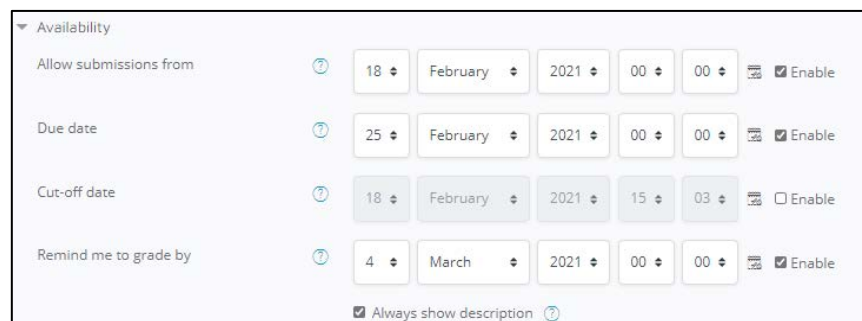 Availability
Allow submissions from ? 18 February 2021 00 00 Enable
Due date ? 25 February 2021 00 00 Enable
Cut-off date ? 18 February 2021 15 03 Enable
Remind me to grade by ? 4 March 2021 00 00 Enable
Always show description ?